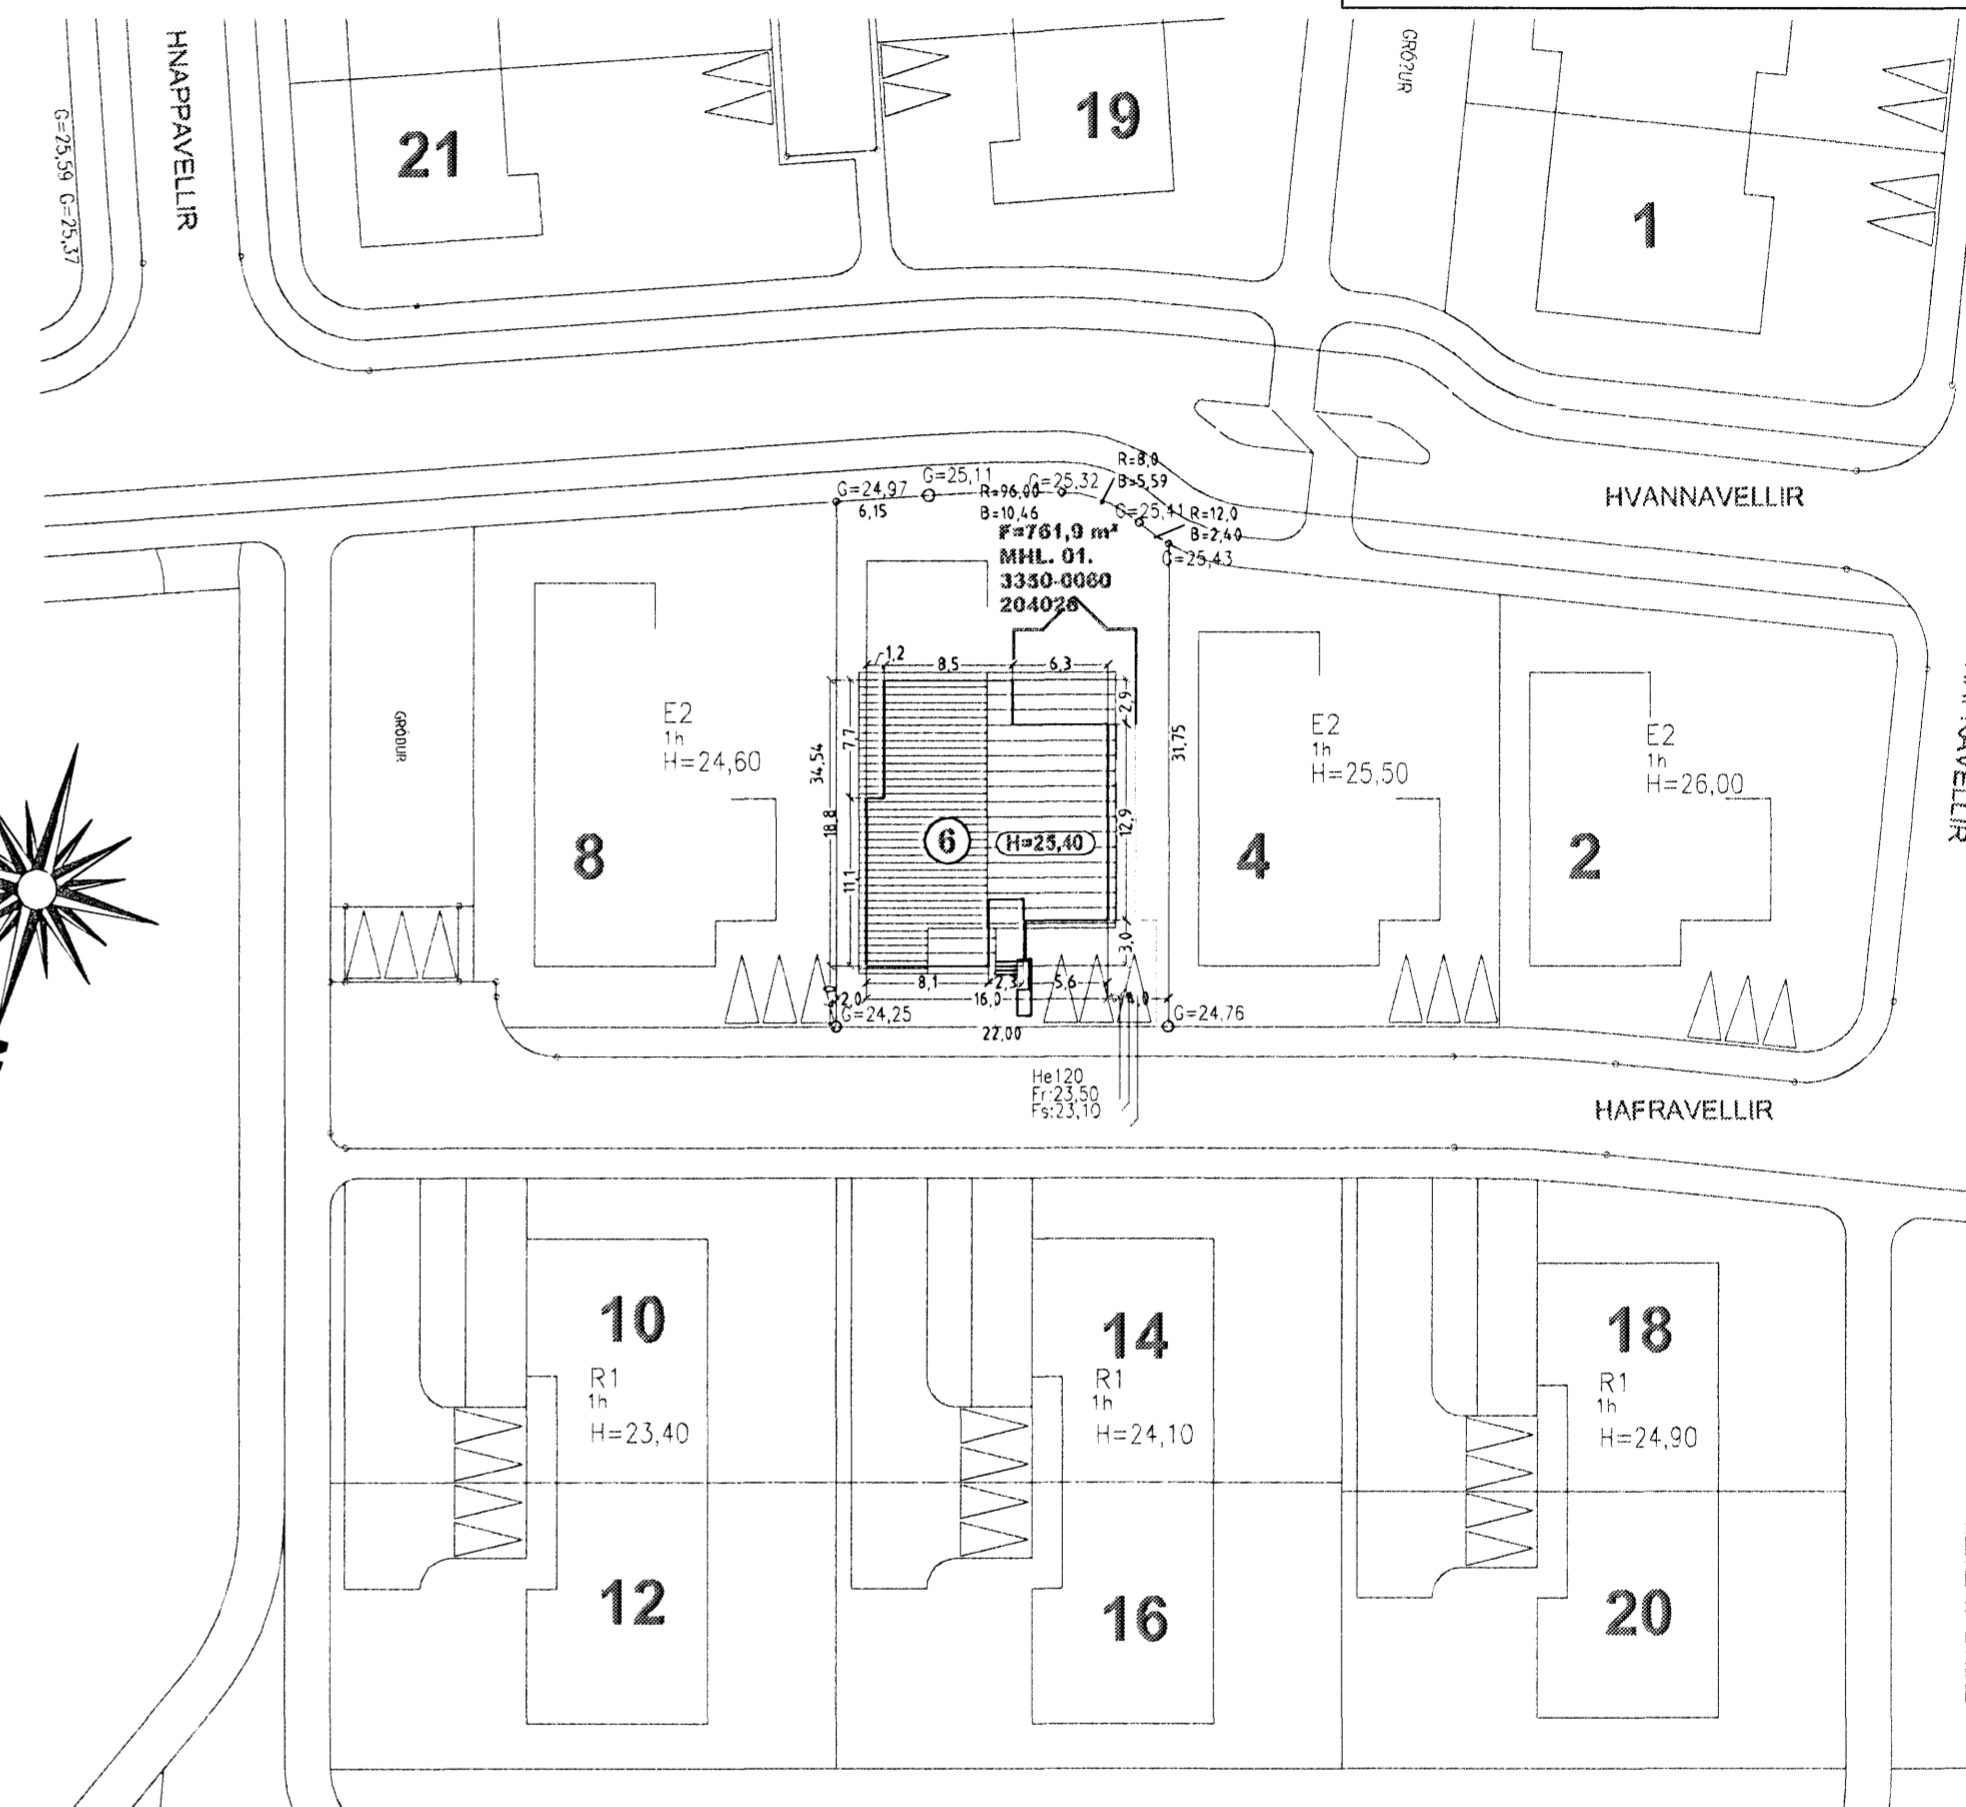 HNAPPAVELLIR
G=25,59 G=25,37
21
19
GRÓ?UR
1
HVANNAVELLIR
G=24,97
G=25,11
G=25,32
R=8,0
B=5,59
6,15
R=96,00
B=10,46
G=25,41
R=12,0
B=2,40
G=25,43
F=761,9 m²
MHL. 01.
3350-0060
204026
1,2
8,5
6,3
2,9
7,7
34,54
18,8
11,1
12,9
3,0
31,75
GRÓÐUR
E2
1h
H=24,60
8
6
H=25,40
E2
1h
H=25,50
4
E2
1h
H=26,00
2
8,1
2,3
5,6
2,0
16,0
G=24,25
22,00
G=24,76
He120
Fr:23,50
Fs:23,10
HAFRAVELLIR
10
R1
1h
H=23,40
12
14
R1
1h
H=24,10
16
18
R1
1h
H=24,90
20